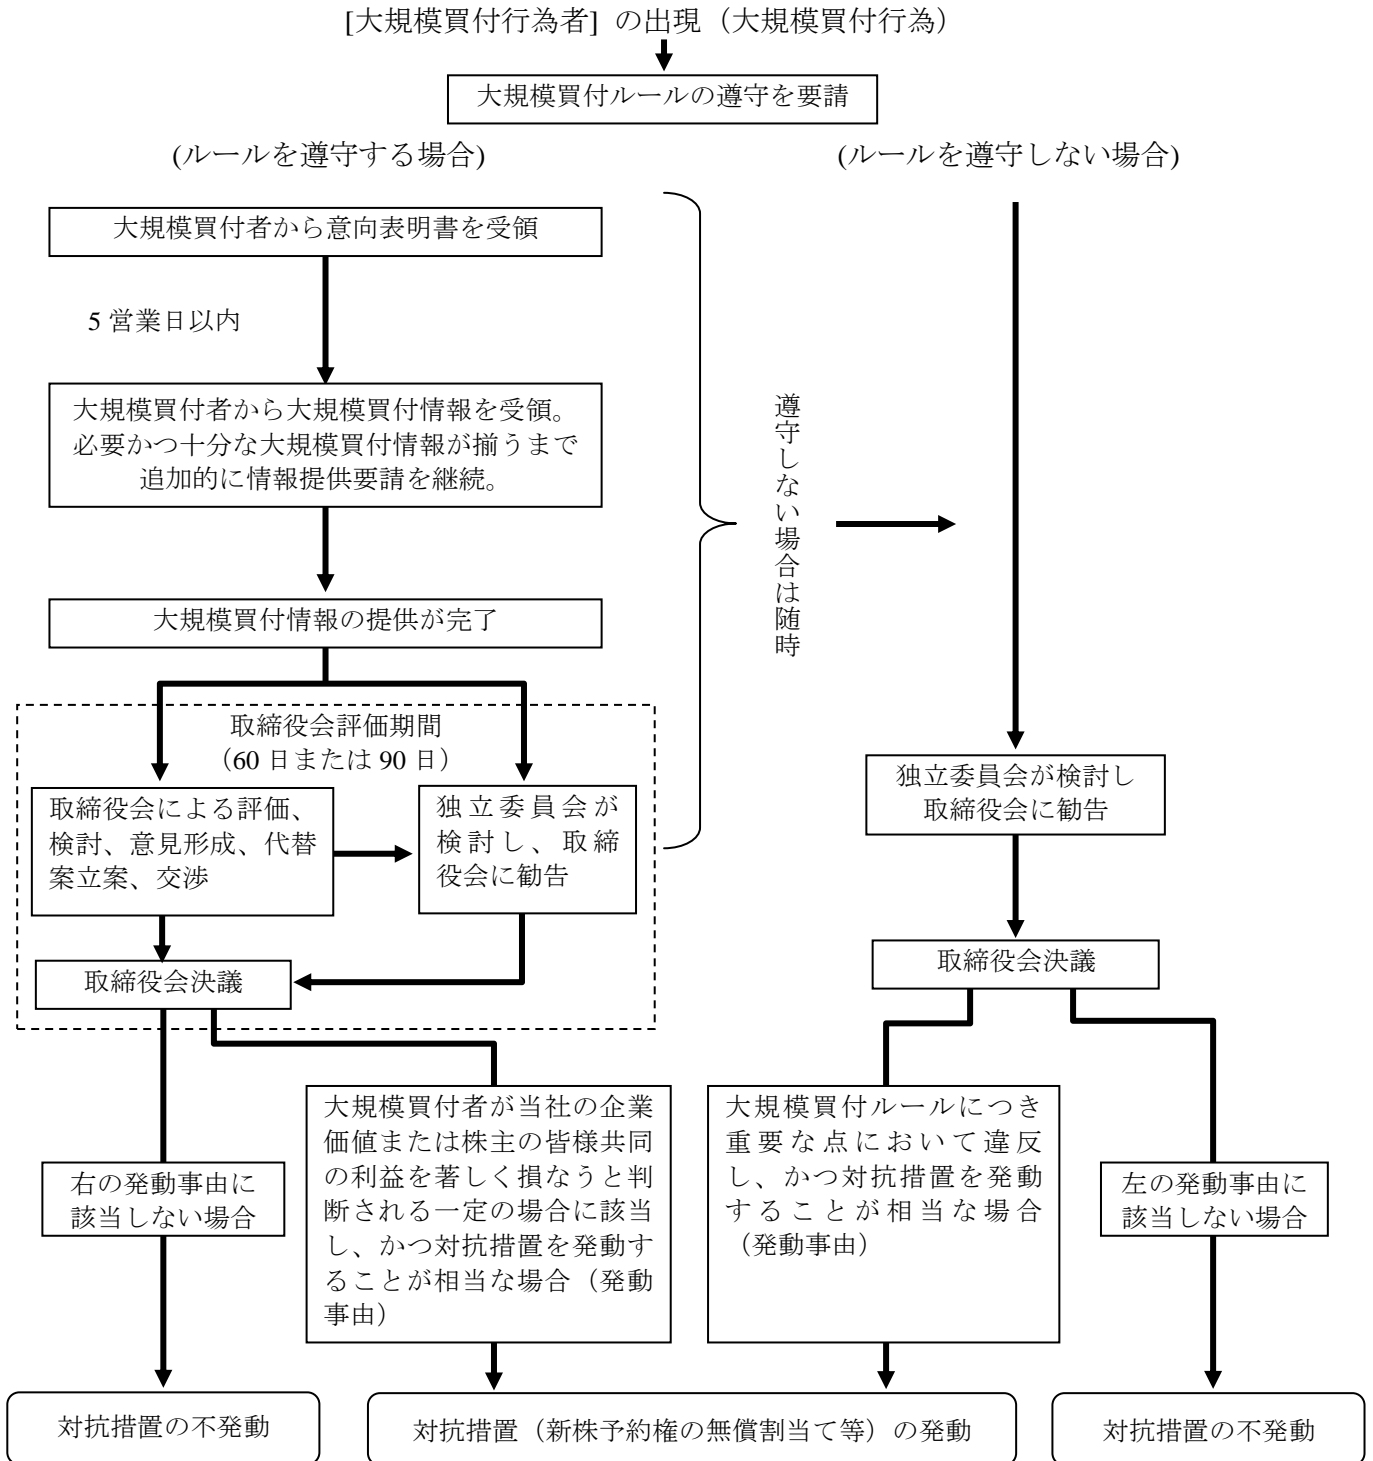 [大規模買付行為者] の出現（大規模買付行為）
大規模買付ルールの遵守を要請
(ルールを遵守する場合)
(ルールを遵守しない場合)
大規模買付者から意向表明書を受領
5 営業日以内
大規模買付者から大規模買付情報を受領。
必要かつ十分な大規模買付情報が揃うまで
追加的に情報提供要請を継続。
遵守しない場合は随時
大規模買付情報の提供が完了
取締役会評価期間
（60 日または 90 日）
取締役会による評価、
検討、意見形成、代替
案立案、交渉
独立委員会が
検討し、取締
役会に勧告
独立委員会が検討し
取締役会に勧告
取締役会決議
取締役会決議
右の発動事由に
該当しない場合
大規模買付者が当社の企業
価値または株主の皆様共同
の利益を著しく損なうと判
断される一定の場合に該当
し、かつ対抗措置を発動す
ることが相当な場合（発動
事由）
大規模買付ルールにつき
重要な点において違反
し、かつ対抗措置を発動
することが相当な場合
（発動事由）
左の発動事由に
該当しない場合
対抗措置の不発動
対抗措置（新株予約権の無償割当て等）の発動
対抗措置の不発動